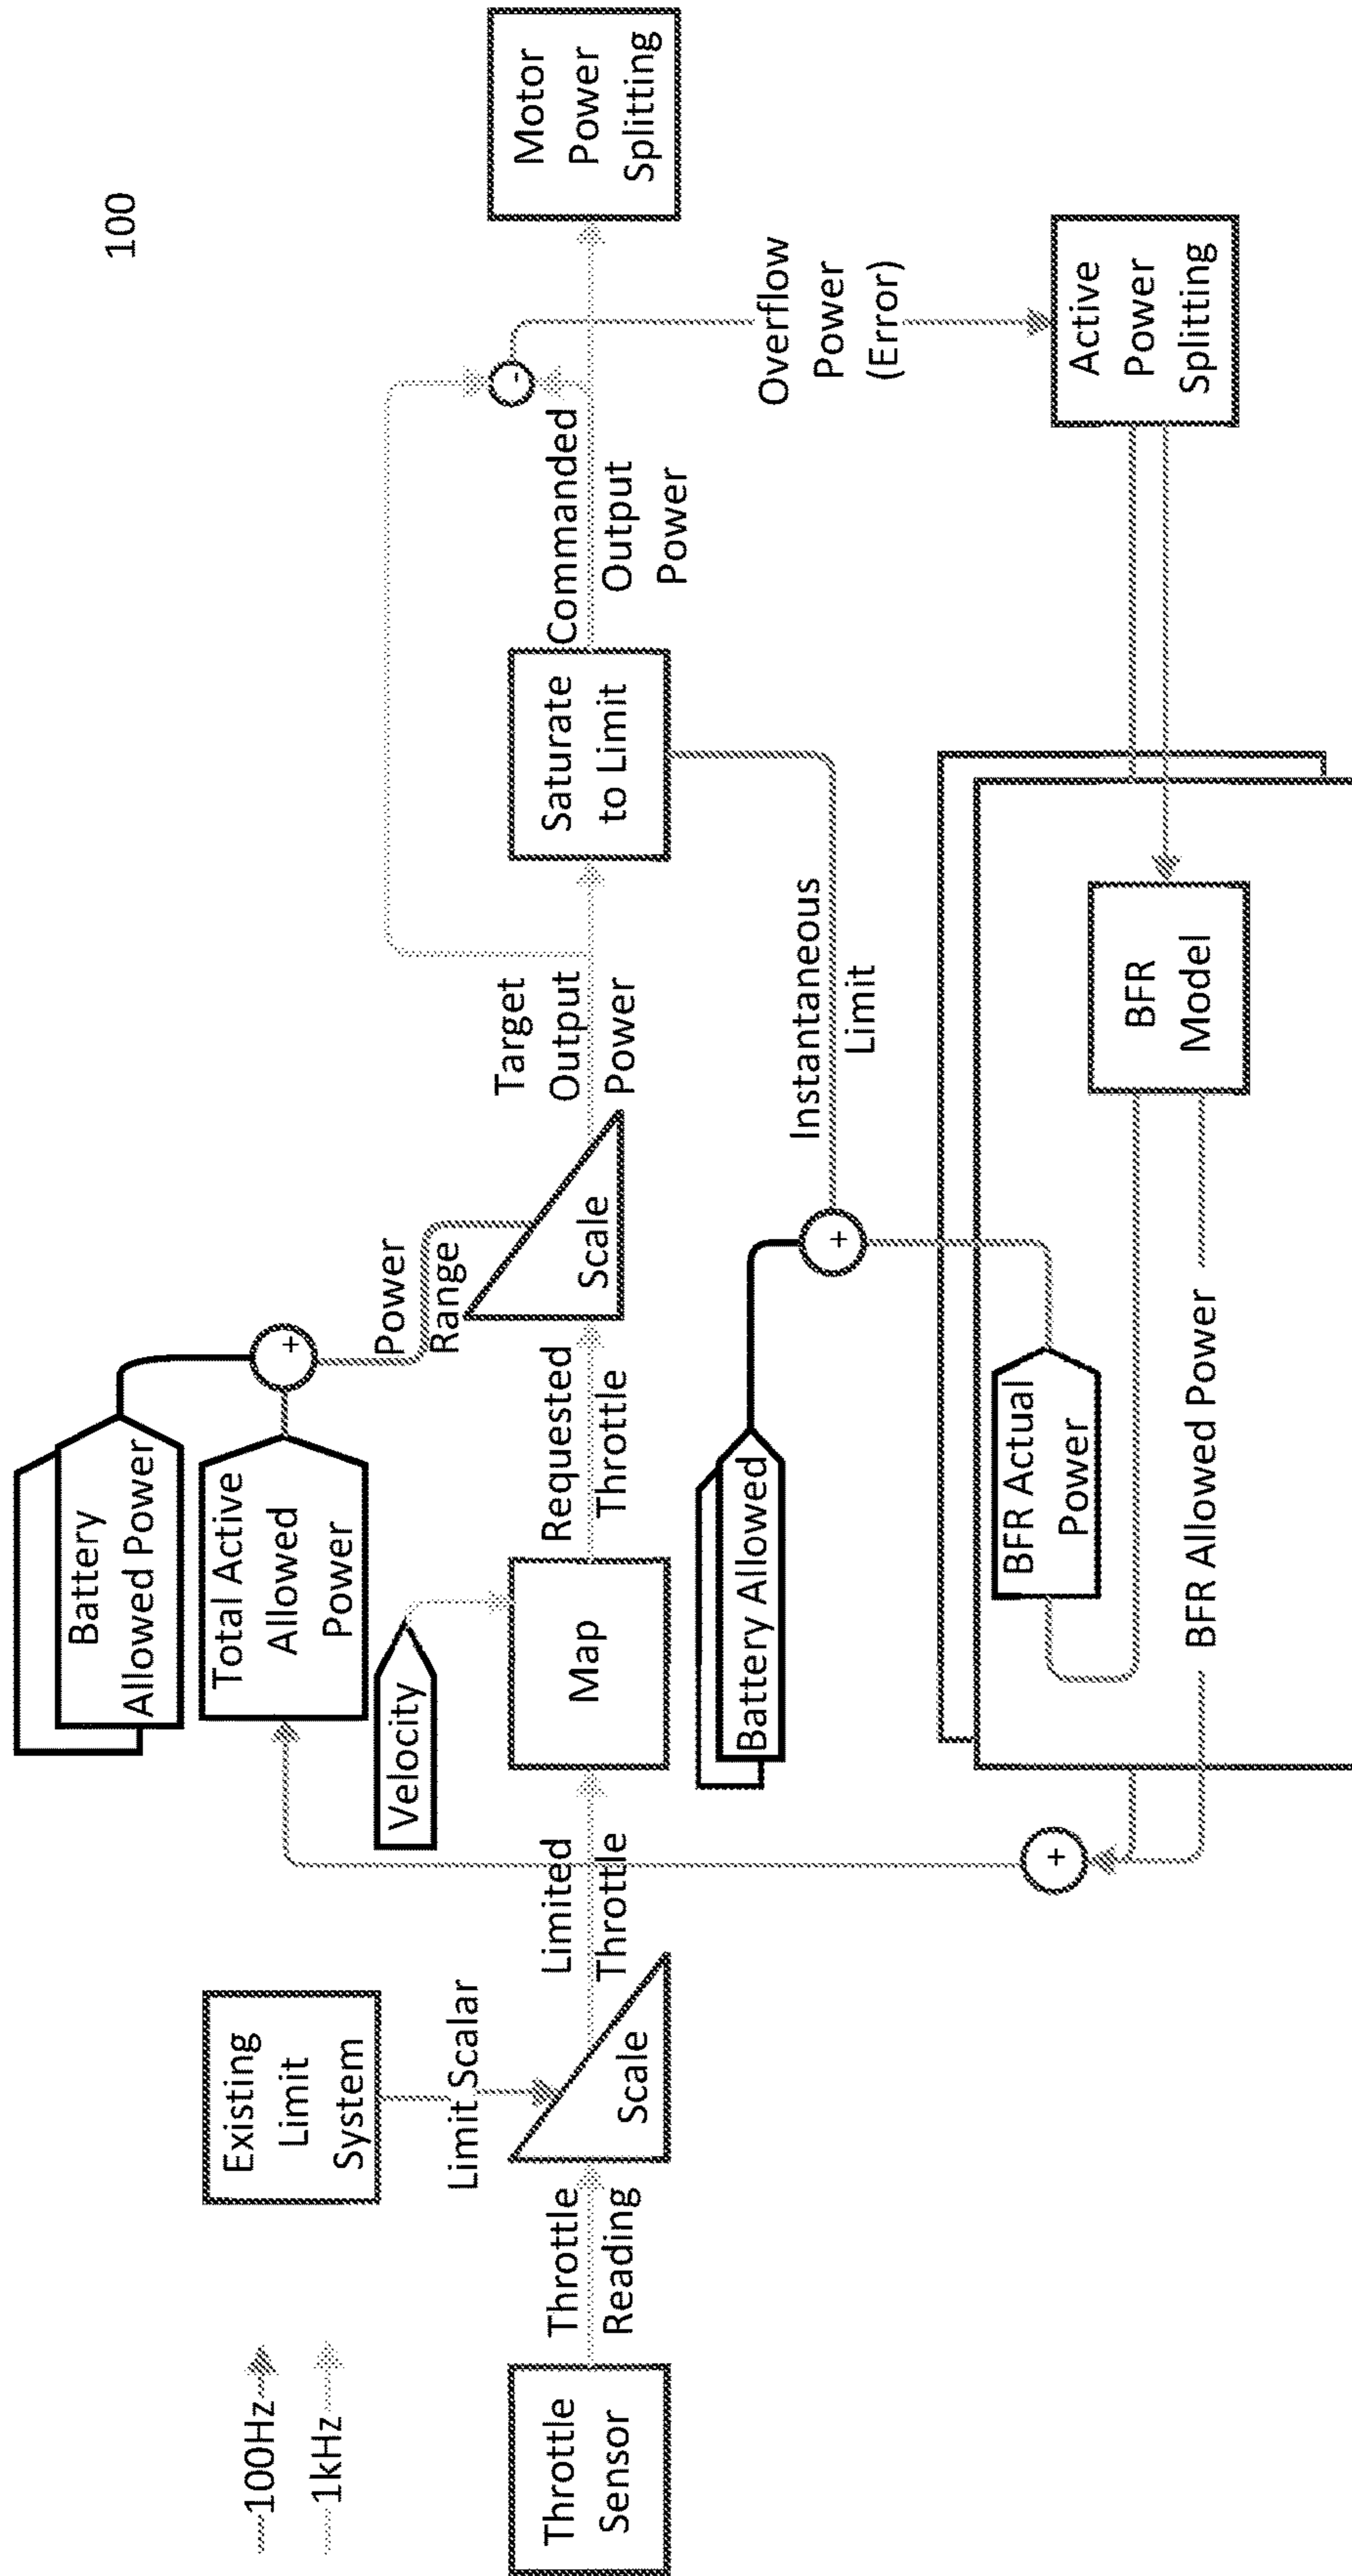 100
100Hz
1kHz
Throttle
Sensor
Throttle
Reading
Existing
Limit
System
Limit Scalar
Scale
Limited
Throttle
Velocity
Map
Requested
Throttle
Battery
Allowed Power
Total Active
Allowed
Power
+
Power
Range
Scale
Target
Output
Power
Saturate
to Limit
Commanded
Output
Power
-
Motor
Power
Splitting
Overflow
Power
(Error)
Active
Power
Splitting
Battery Allowed
+
Instantaneous
Limit
BFR Actual
Power
BFR
Model
BFR Allowed Power
+